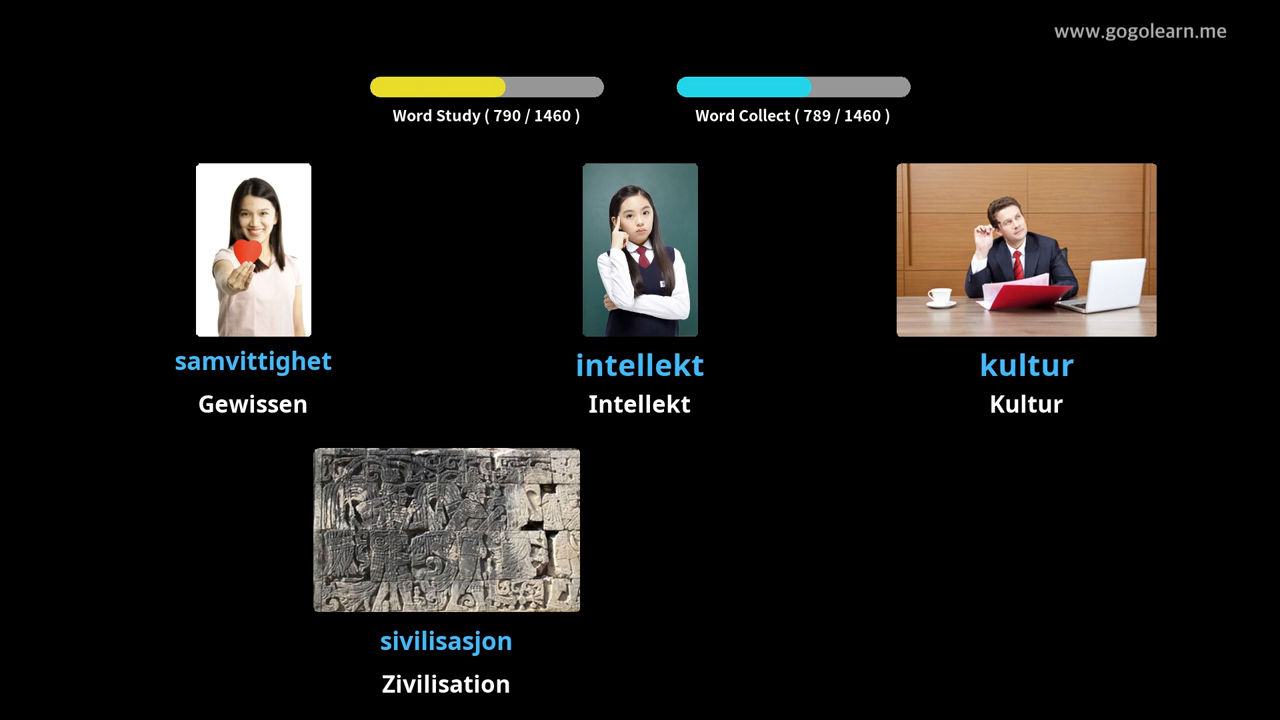 www.gogolearn.me
Word Study ( 790 / 1460 )
Word Collect ( 789 / 1460 )
samvittighet
Gewissen
intellekt
Intellekt
kultur
Kultur
sivilisasjon
Zivilisation